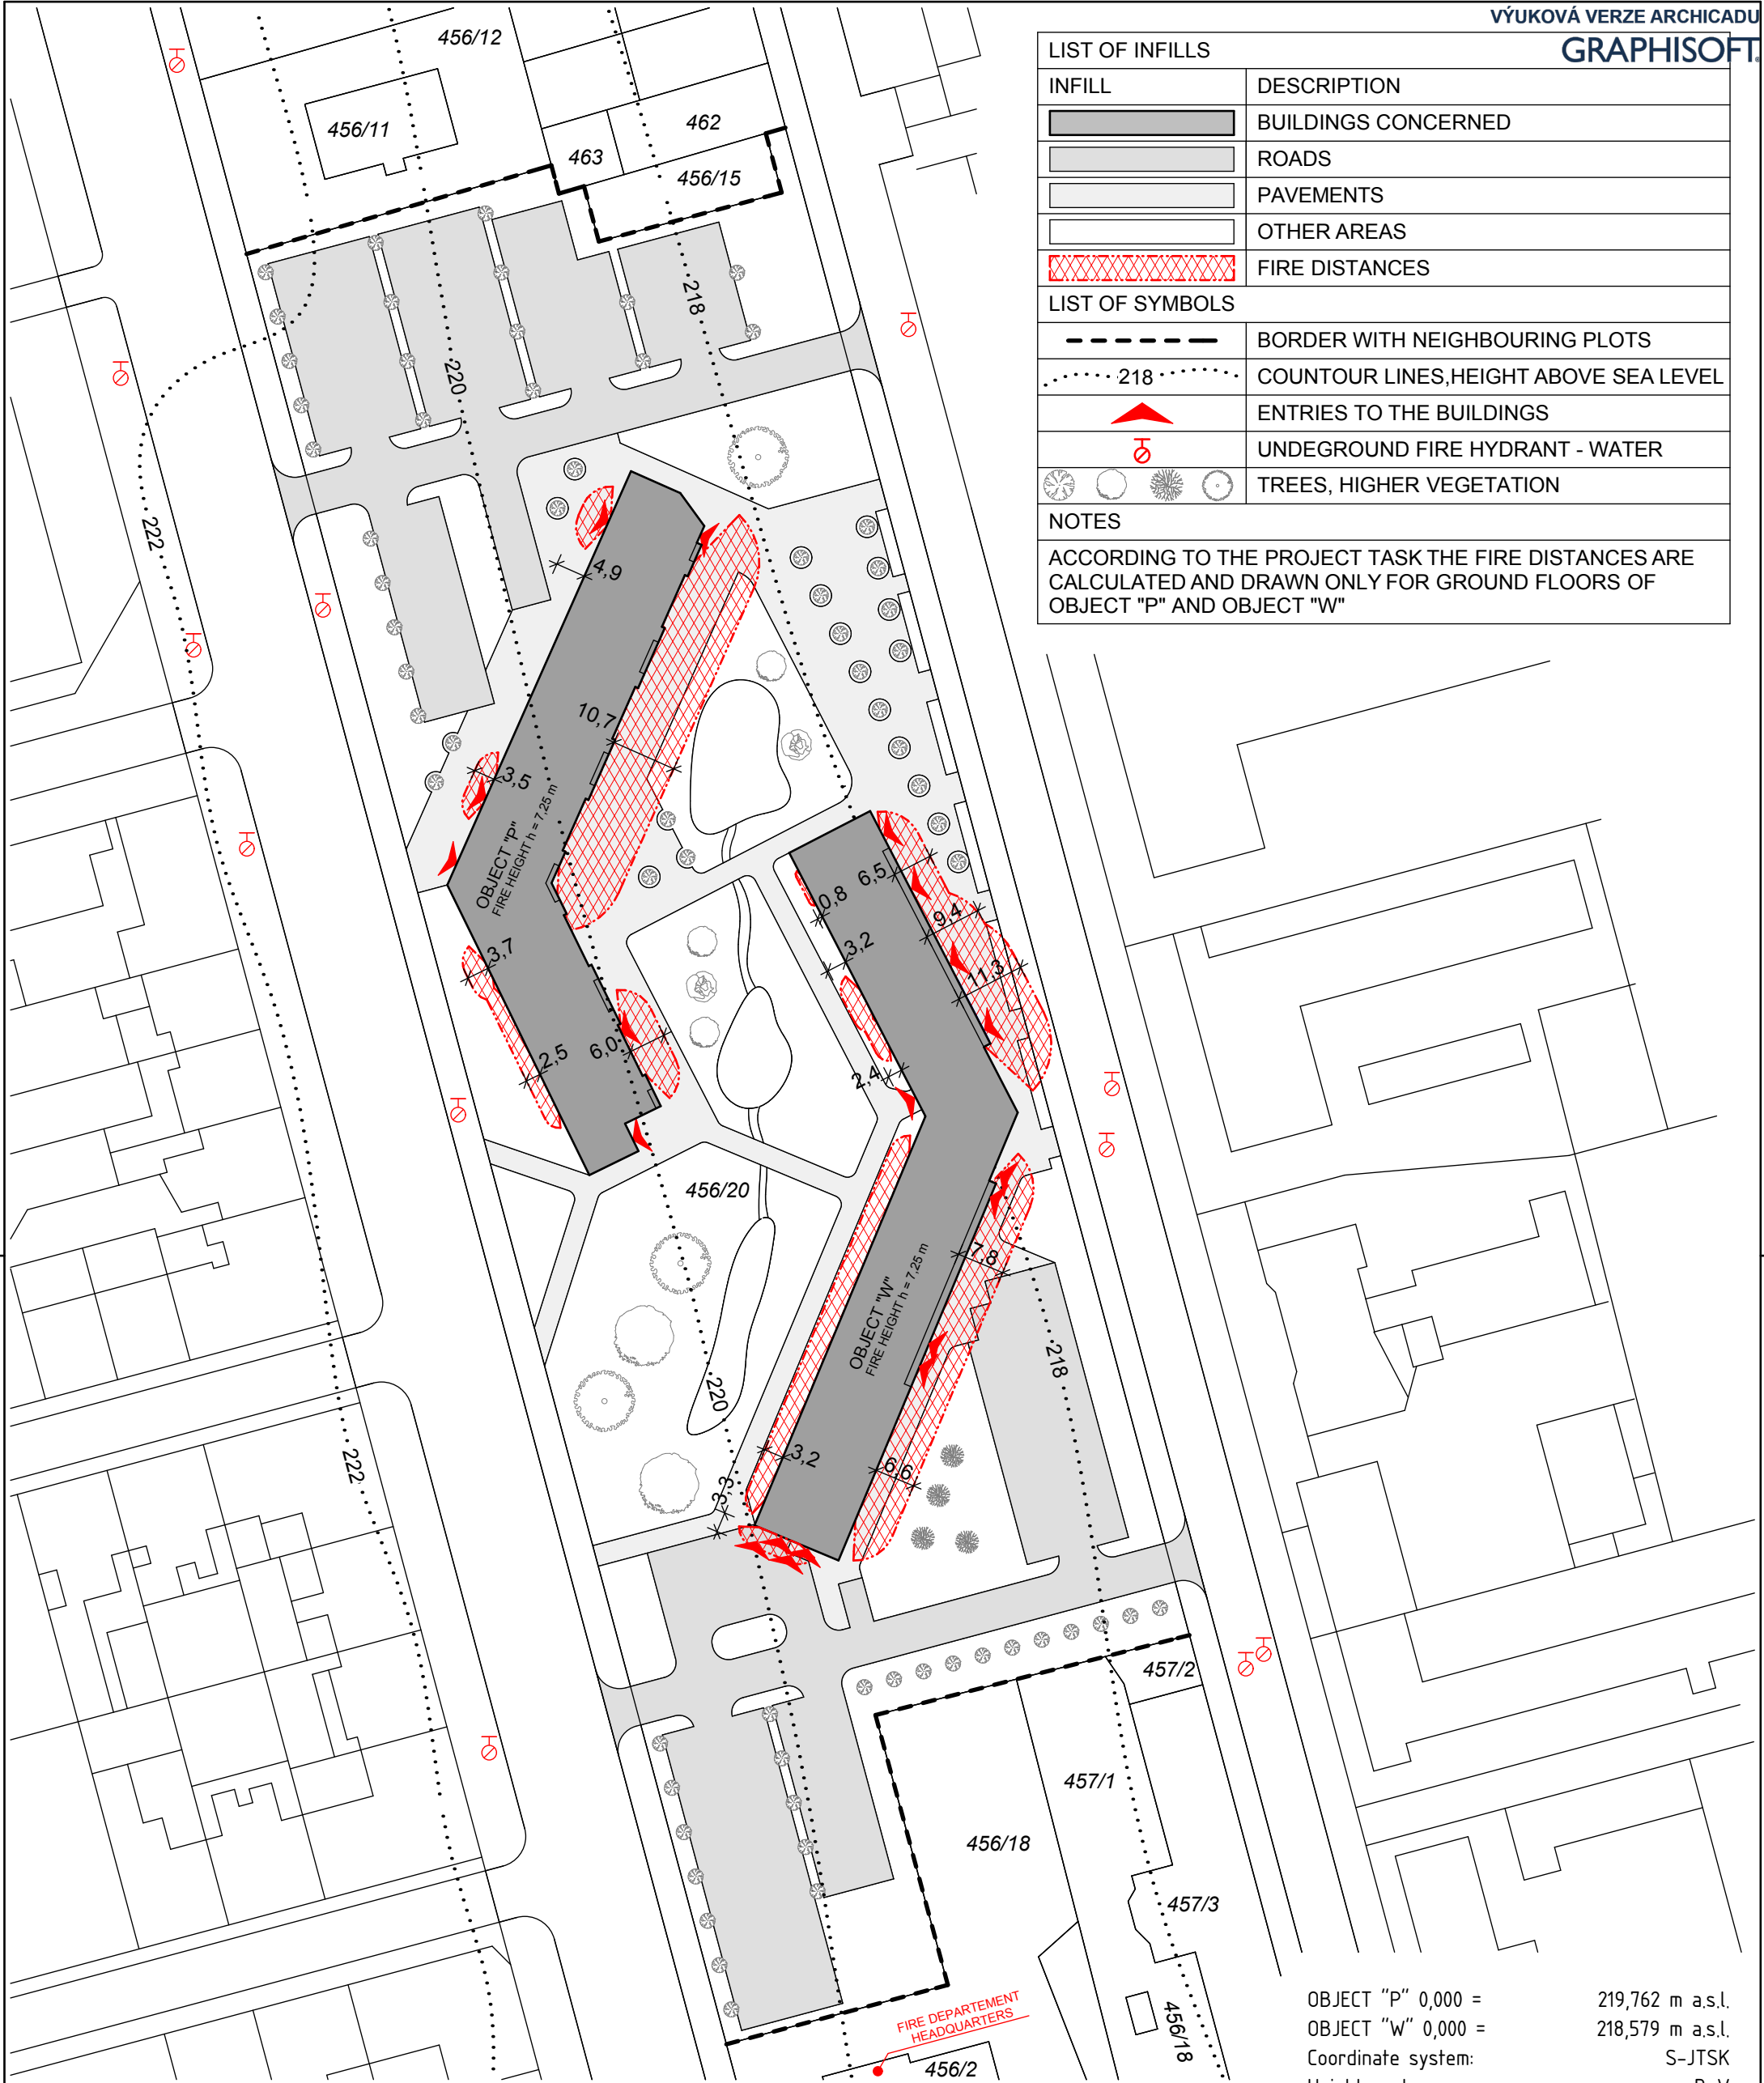 VÝUKOVÁ VERZE ARCHICADU
GRAPHISOFT
LIST OF INFILLS
INFILL DESCRIPTION
BUILDINGS CONCERNED
ROADS
PAVEMENTS
OTHER AREAS
FIRE DISTANCES
LIST OF SYMBOLS
BORDER WITH NEIGHBOURING PLOTS
218 COUNTOUR LINES,HEIGHT ABOVE SEA LEVEL
ENTRIES TO THE BUILDINGS
UNDEGROUND FIRE HYDRANT - WATER
TREES, HIGHER VEGETATION
NOTES
ACCORDING TO THE PROJECT TASK THE FIRE DISTANCES ARE
CALCULATED AND DRAWN ONLY FOR GROUND FLOORS OF
OBJECT "P" AND OBJECT "W"
456/12
456/11
462
463
456/15
218
220
222
4,9
10,7
3,5
OBJECT "P"
FIRE HEIGHT h = 7,25 m
3,7
2,5
6,0
0,8
6,5
9,4
3,2
11,3
2,4
456/20
7,8
OBJECT "W"
FIRE HEIGHT h = 7,25 m
218
220
222
3,2
6,6
3,3
457/2
457/1
456/18
457/3
456/18
FIRE DEPARTEMENT
HEADQUARTERS
456/2
OBJECT "P" 0,000 = 219,762 m a.s.l.
OBJECT "W" 0,000 = 218,579 m a.s.l.
Coordinate system: S-JTSK